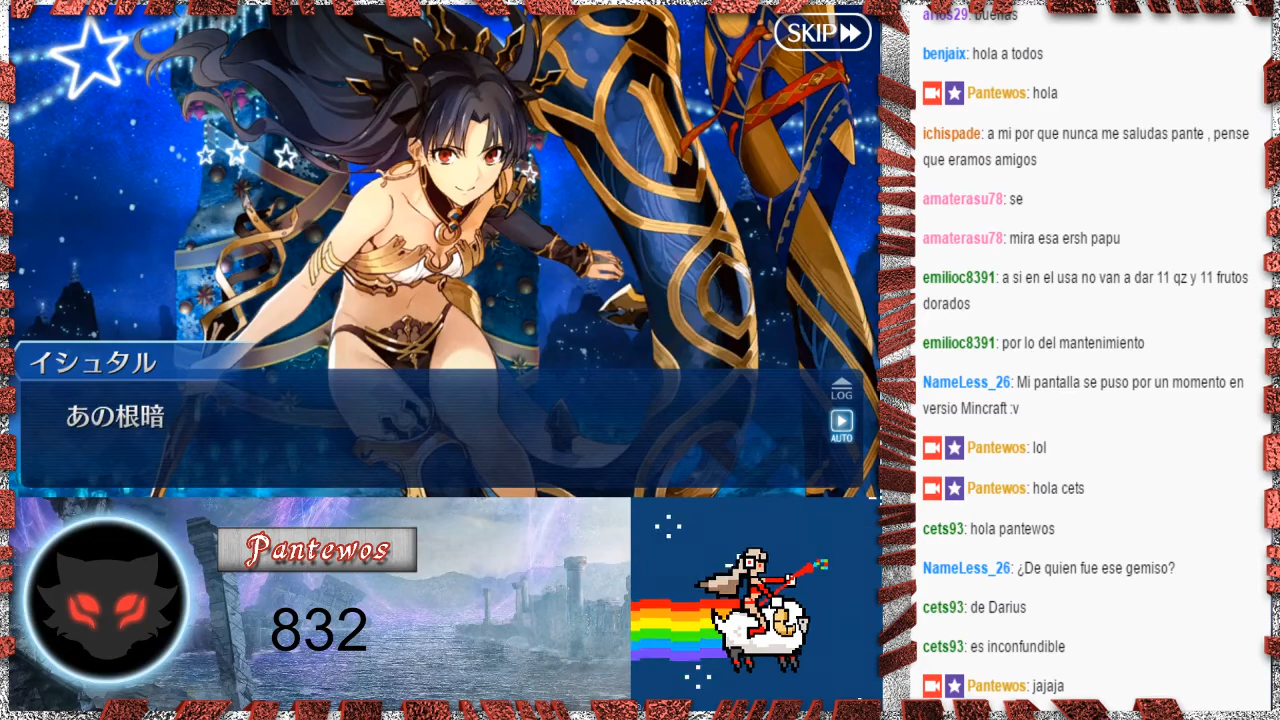 SKIP
イシュタル
あの根暗
LOG
AUTO
Pantewos
832
arios29: buenas
benjaix: hola a todos
Pantewos: hola
ichispade: a mi por que nunca me saludas pante , pense
que eramos amigos
amaterasu78: se
amaterasu78: mira esa ersh papu
emilioc8391: a si en el usa no van a dar 11 qz y 11 frutos
dorados
emilioc8391: por lo del mantenimiento
NameLess_26: Mi pantalla se puso por un momento en
versio Mincraft :v
Pantewos: lol
Pantewos: hola cets
cets93: hola pantewos
NameLess_26: ¿De quien fue ese gemiso?
cets93: de Darius
cets93: es inconfundible
Pantewos: jajaja